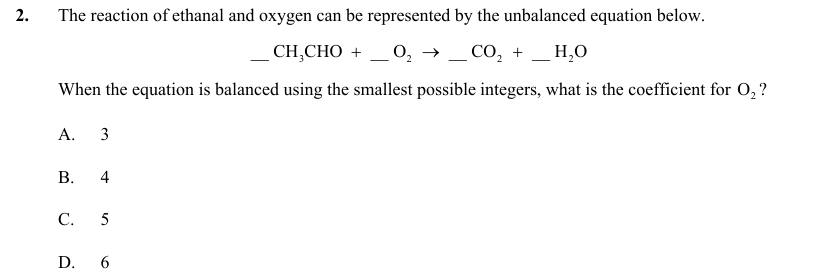 2. The reaction of ethanal and oxygen can be represented by the unbalanced equation below.
__ CH₃CHO + __ O₂ → __ CO₂ + __ H₂O
When the equation is balanced using the smallest possible integers, what is the coefficient for O₂?
A. 3
B. 4
C. 5
D. 6